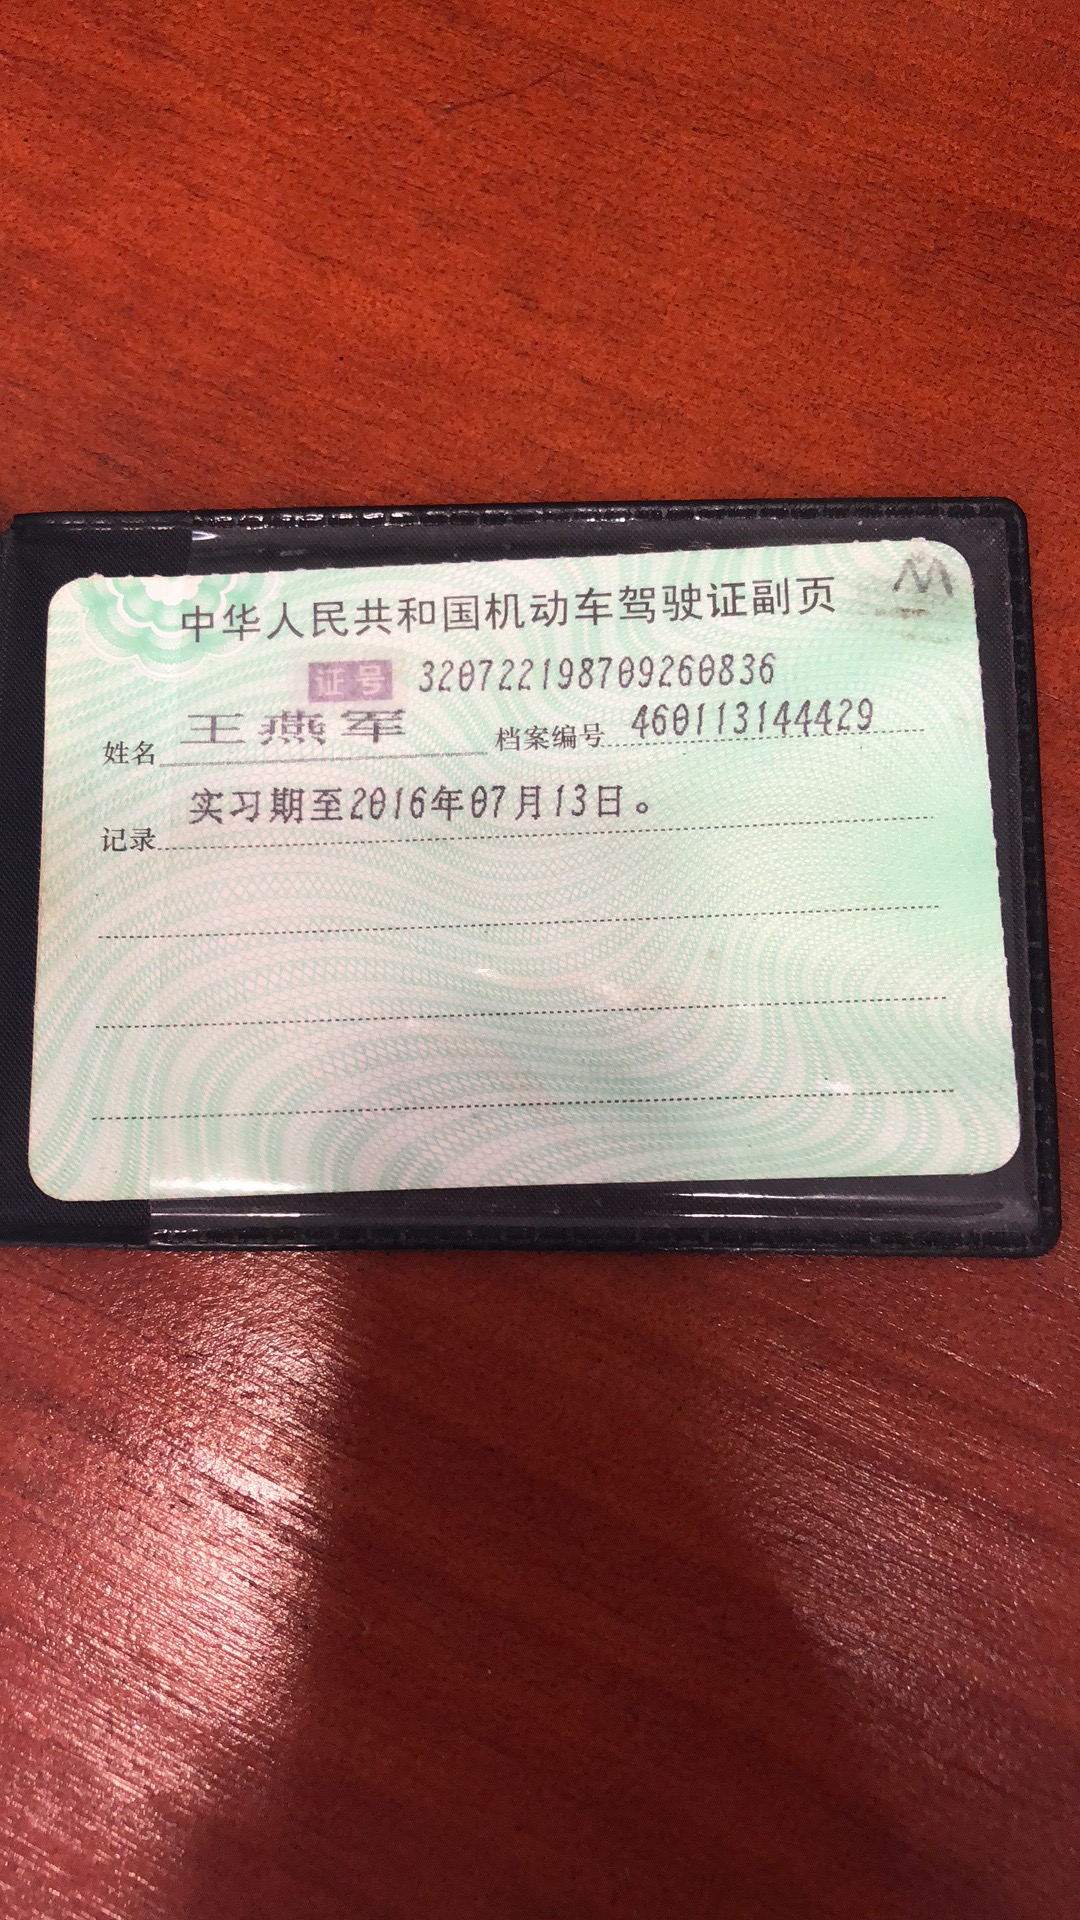 中华人民共和国机动车驾驶证副页
证号 320722198709260836
姓名 王燕军 档案编号 460113144429
记录 实习期至2016年07月13日。